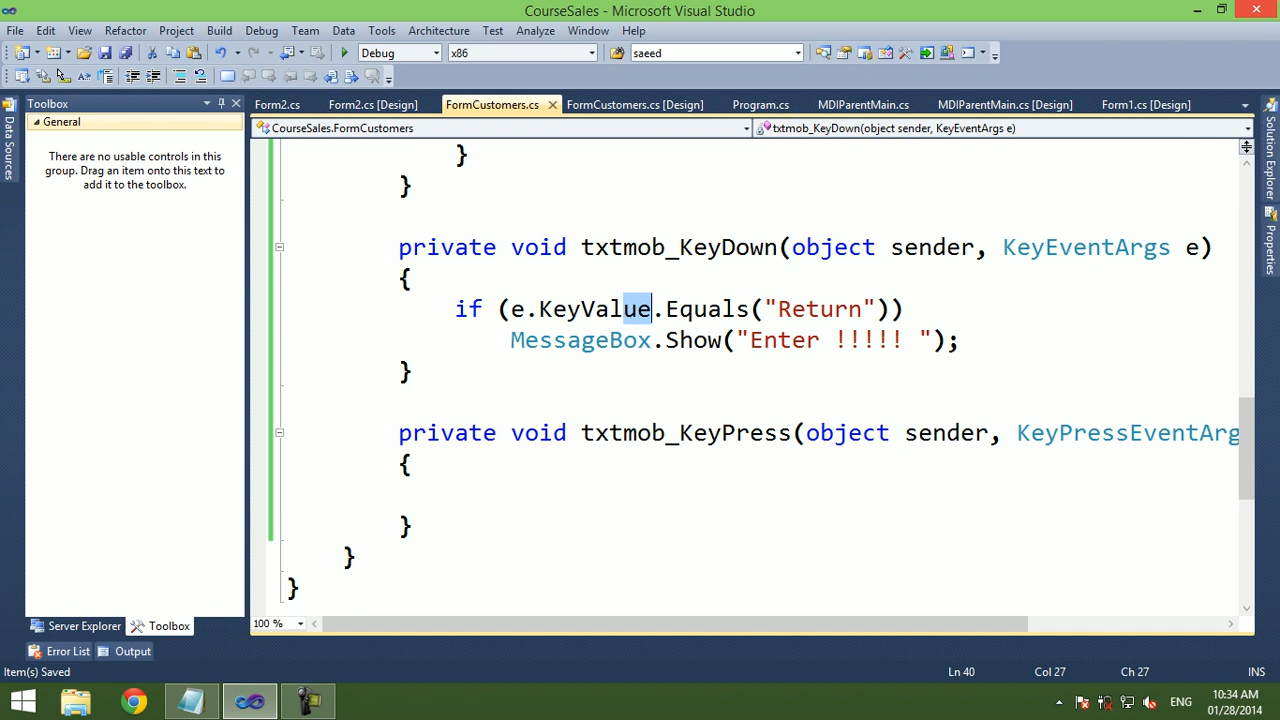 CourseSales - Microsoft Visual Studio
File Edit View Refactor Project Build Debug Team Data Tools Architecture Test Analyze Window Help
Debug x86 saeed
Toolbox
General
There are no usable controls in this
group. Drag an item onto this text to
add it to the toolbox.
Data Sources
Server Explorer Toolbox
Form2.cs Form2.cs [Design] FormCustomers.cs FormCustomers.cs [Design] Program.cs MDIParentMain.cs MDIParentMain.cs [Design] Form1.cs [Design]
CourseSales.FormCustomers txtmob_KeyDown(object sender, KeyEventArgs e)
}
}
private void txtmob_KeyDown(object sender, KeyEventArgs e)
{
if (e.KeyValue.Equals("Return"))
MessageBox.Show("Enter !!!!! ");
}
private void txtmob_KeyPress(object sender, KeyPressEventArg
{
}
}
}
100 %
Solution Explorer
Properties
Error List Output
Item(s) Saved Ln 40 Col 27 Ch 27 INS
ENG
10:34 AM
01/28/2014